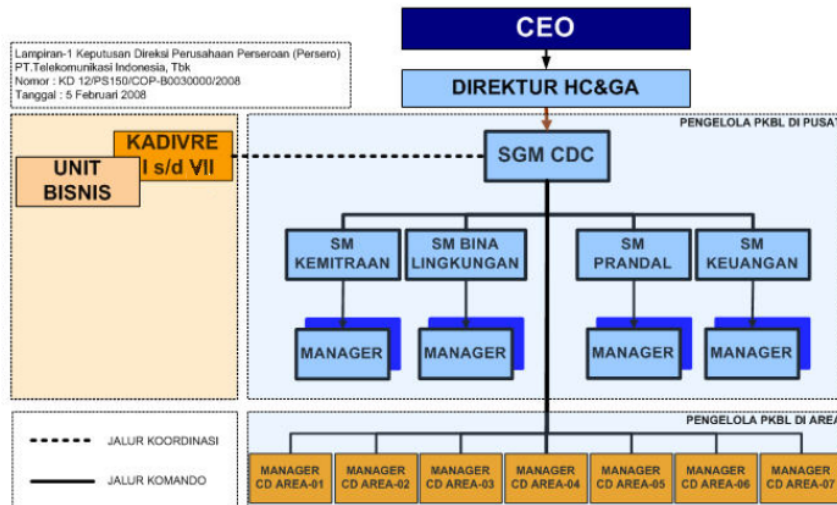 CEO
Lampiran-1 Keputusan Direksi Perusahaan Perseroan (Persero)
PT.Telekomunikasi Indonesia, Tbk
Nomor : KD 12/PS150/COP-B0030000/2008
Tanggal : 5 Februari 2008
DIREKTUR HC&GA
PENGELOLA PKBL DI PUSAT
KADIVRE
I s/d VII
UNIT
BISNIS
SGM CDC
SM
KEMITRAAN
SM BINA
LINGKUNGAN
SM
PRANDAL
SM
KEUANGAN
MANAGER
MANAGER
MANAGER
MANAGER
PENGELOLA PKBL DI AREA
JALUR KOORDINASI
JALUR KOMANDO
MANAGER
CD AREA-01
MANAGER
CD AREA-02
MANAGER
CD AREA-03
MANAGER
CD AREA-04
MANAGER
CD AREA-05
MANAGER
CD AREA-06
MANAGER
CD AREA-07